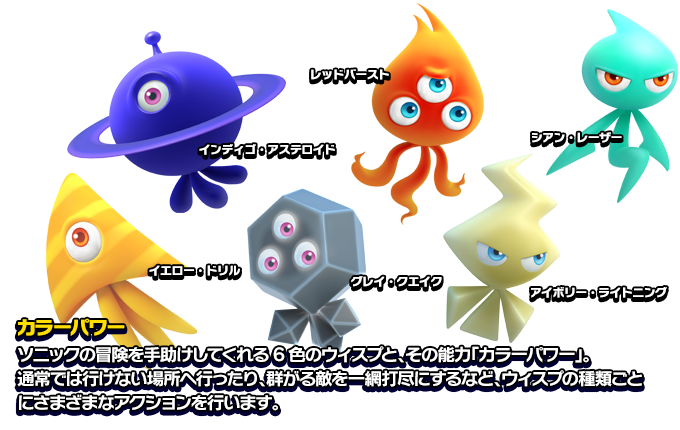 レッドバースト
シアン・レーザー
インディゴ・アステロイド
イエロー・ドリル
グレイ・クエイク
アイボリー・ライトニング
カラーパワー
ソニックの冒険を手助けしてくれる6色のウィスプと、その能力「カラーパワー」。
通常では行けない場所へ行ったり、群がる敵を一網打尽にするなど、ウィスプの種類ごと
にさまざまなアクションを行います。